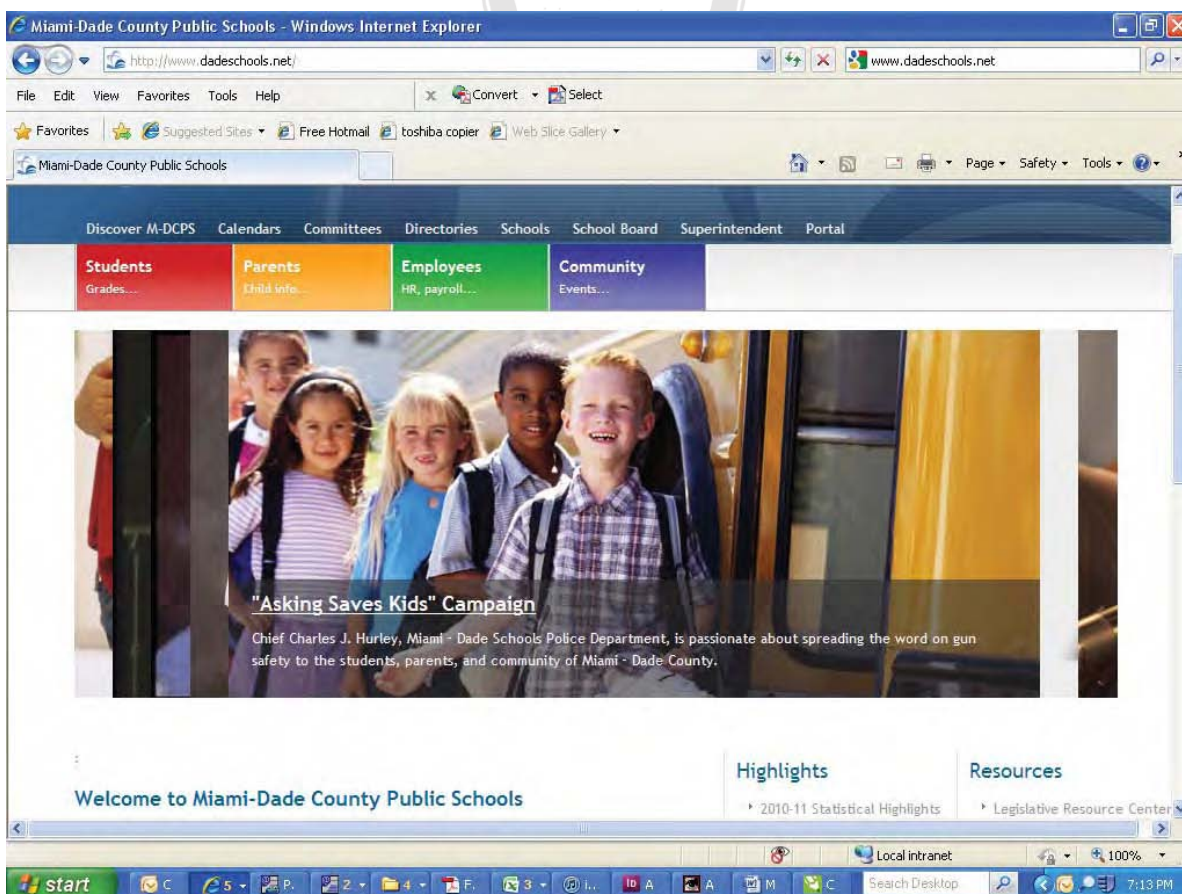 Miami-Dade County Public Schools - Windows Internet Explorer
http://www.dadeschools.net/
www.dadeschools.net
File Edit View Favorites Tools Help
Convert Select
Favorites Suggested Sites Free Hotmail toshiba copier Web Slice Gallery
Miami-Dade County Public Schools
Page Safety Tools
Discover M-DCPS Calendars Committees Directories Schools School Board Superintendent Portal
Students Parents Employees Community
Grades... Child info... HR, payroll... Events...
"Asking Saves Kids" Campaign
Chief Charles J. Hurley, Miami - Dade Schools Police Department, is passionate about spreading the word on gun
safety to the students, parents, and community of Miami - Dade County.
Highlights Resources
Welcome to Miami-Dade County Public Schools
2010-11 Statistical Highlights Legislative Resource Center
Local intranet 100%
start C 5 P. 2 4 F. 3 i.. A A M C Search Desktop 7:13 PM